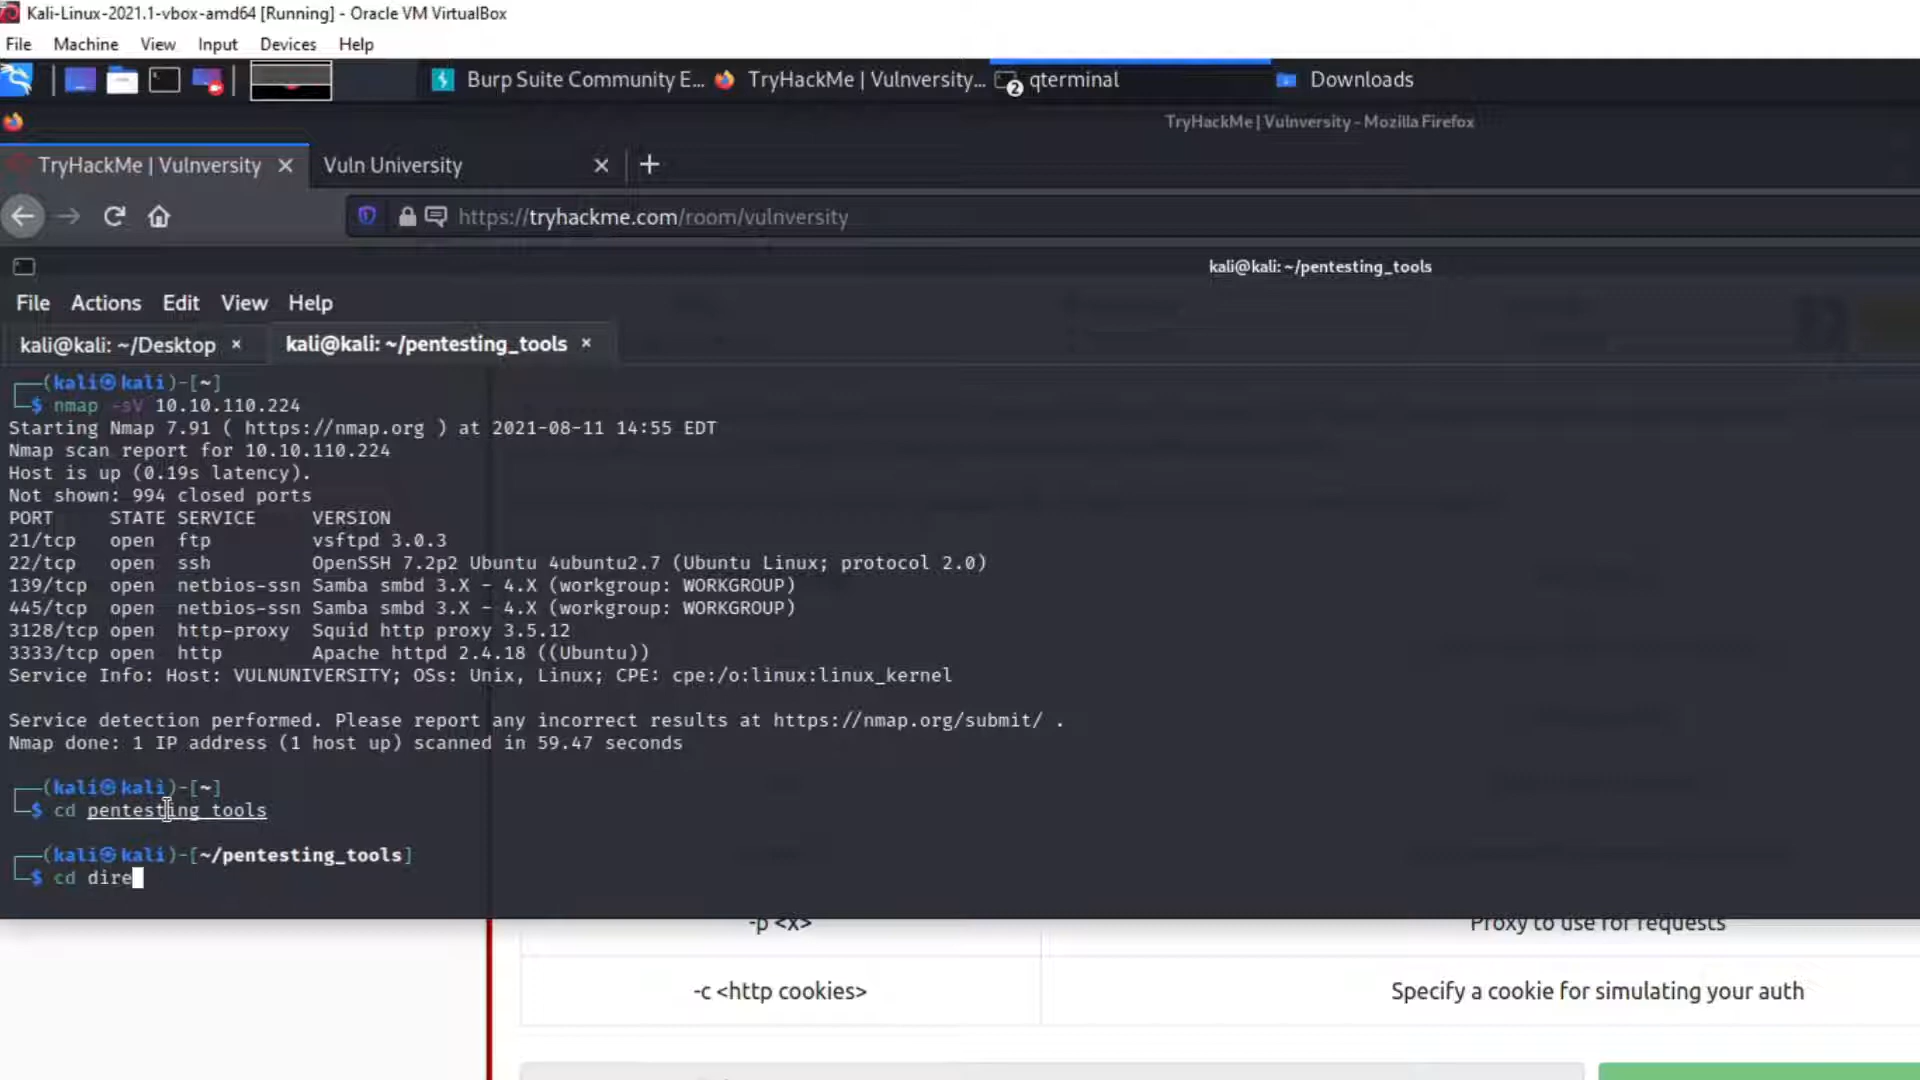 Kali-Linux-2021.1-vbox-amd64 [Running] - Oracle VM VirtualBox
File Machine View Input Devices Help
Burp Suite Community E... TryHackMe | Vulnversity... 2 qterminal Downloads
TryHackMe | Vulnversity - Mozilla Firefox
TryHackMe | Vulnversity × Vuln University × +
https://tryhackme.com/room/vulnversity
kali@kali: ~/pentesting_tools
File Actions Edit View Help
kali@kali: ~/Desktop × kali@kali: ~/pentesting_tools ×
┌──(kali㉿kali)-[~]
└─$ nmap -sV 10.10.110.224
Starting Nmap 7.91 ( https://nmap.org ) at 2021-08-11 14:55 EDT
Nmap scan report for 10.10.110.224
Host is up (0.19s latency).
Not shown: 994 closed ports
PORT     STATE SERVICE     VERSION
21/tcp   open  ftp         vsftpd 3.0.3
22/tcp   open  ssh         OpenSSH 7.2p2 Ubuntu 4ubuntu2.7 (Ubuntu Linux; protocol 2.0)
139/tcp  open  netbios-ssn Samba smbd 3.X - 4.X (workgroup: WORKGROUP)
445/tcp  open  netbios-ssn Samba smbd 3.X - 4.X (workgroup: WORKGROUP)
3128/tcp open  http-proxy  Squid http proxy 3.5.12
3333/tcp open  http        Apache httpd 2.4.18 ((Ubuntu))
Service Info: Host: VULNUNIVERSITY; OSs: Unix, Linux; CPE: cpe:/o:linux:linux_kernel
Service detection performed. Please report any incorrect results at https://nmap.org/submit/ .
Nmap done: 1 IP address (1 host up) scanned in 59.47 seconds
┌──(kali㉿kali)-[~]
└─$ cd pentesting_tools
┌──(kali㉿kali)-[~/pentesting_tools]
└─$ cd dire
-p <x> Proxy to use for requests
-c <http cookies> Specify a cookie for simulating your auth